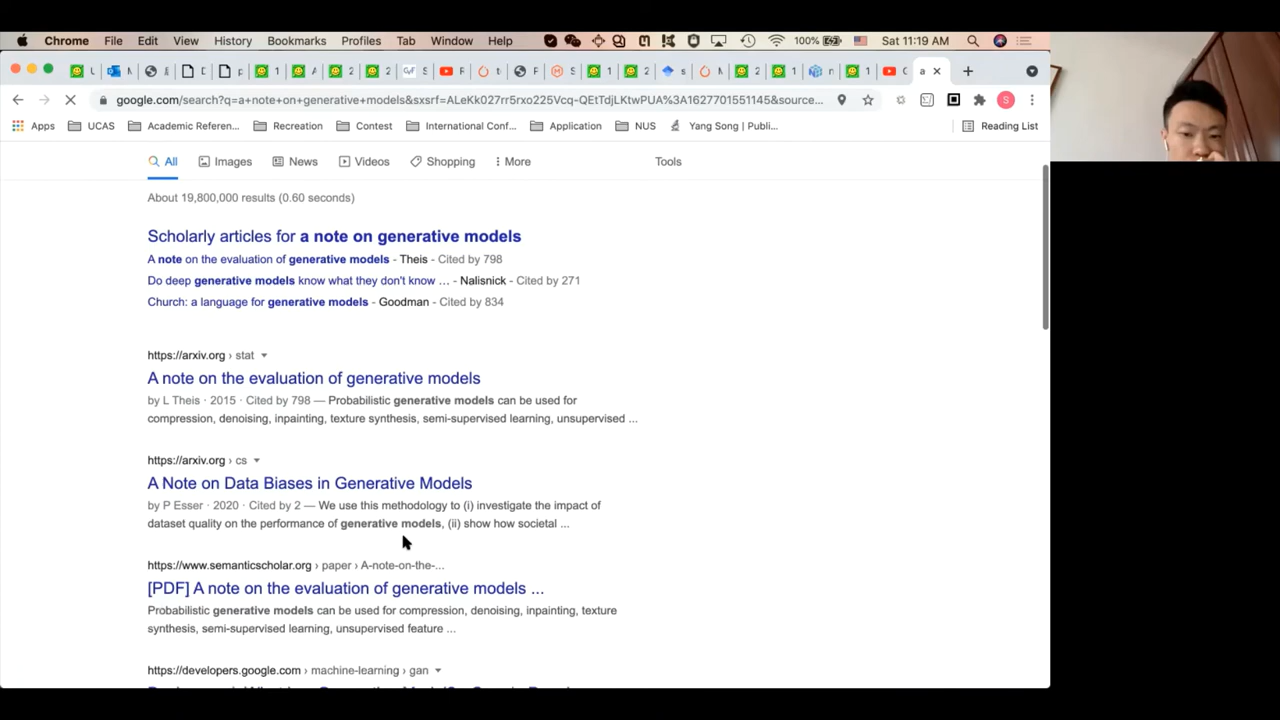 Chrome File Edit View History Bookmarks Profiles Tab Window Help 100% Sat 11:19 AM
google.com/search?q=a+note+on+generative+models&sxsrf=ALeKk027rr5rxo225Vcq-QEtTdjLKtwPUA%3A1627701551145&source...
Apps UCAS Academic Referen... Recreation Contest International Conf... Application NUS Yang Song | Publi... Reading List
All Images News Videos Shopping More Tools
About 19,800,000 results (0.60 seconds)
Scholarly articles for a note on generative models
A note on the evaluation of generative models - Theis - Cited by 798
Do deep generative models know what they don't know ... - Nalisnick - Cited by 271
Church: a language for generative models - Goodman - Cited by 834
https://arxiv.org › stat
A note on the evaluation of generative models
by L Theis · 2015 · Cited by 798 — Probabilistic generative models can be used for
compression, denoising, inpainting, texture synthesis, semi-supervised learning, unsupervised ...
https://arxiv.org › cs
A Note on Data Biases in Generative Models
by P Esser · 2020 · Cited by 2 — We use this methodology to (i) investigate the impact of
dataset quality on the performance of generative models, (ii) show how societal ...
https://www.semanticscholar.org › paper › A-note-on-the-...
[PDF] A note on the evaluation of generative models ...
Probabilistic generative models can be used for compression, denoising, inpainting, texture
synthesis, semi-supervised learning, unsupervised feature ...
https://developers.google.com › machine-learning › gan